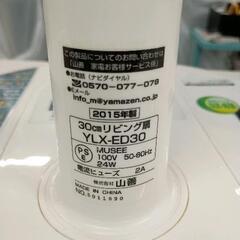 この製品についてのお問い合わせは
「山善 家電お客様サービス係」
お電話(ナビダイヤル)
0570-077-078
Eメール
info_m@yamazen.co.jp
2015年製
30cmリビング扇
YLX-ED30
MUSEE
PS
E
100V 50-60Hz
24W
電流ヒューズ 2A
株式会社 山善
MADE IN CHINA